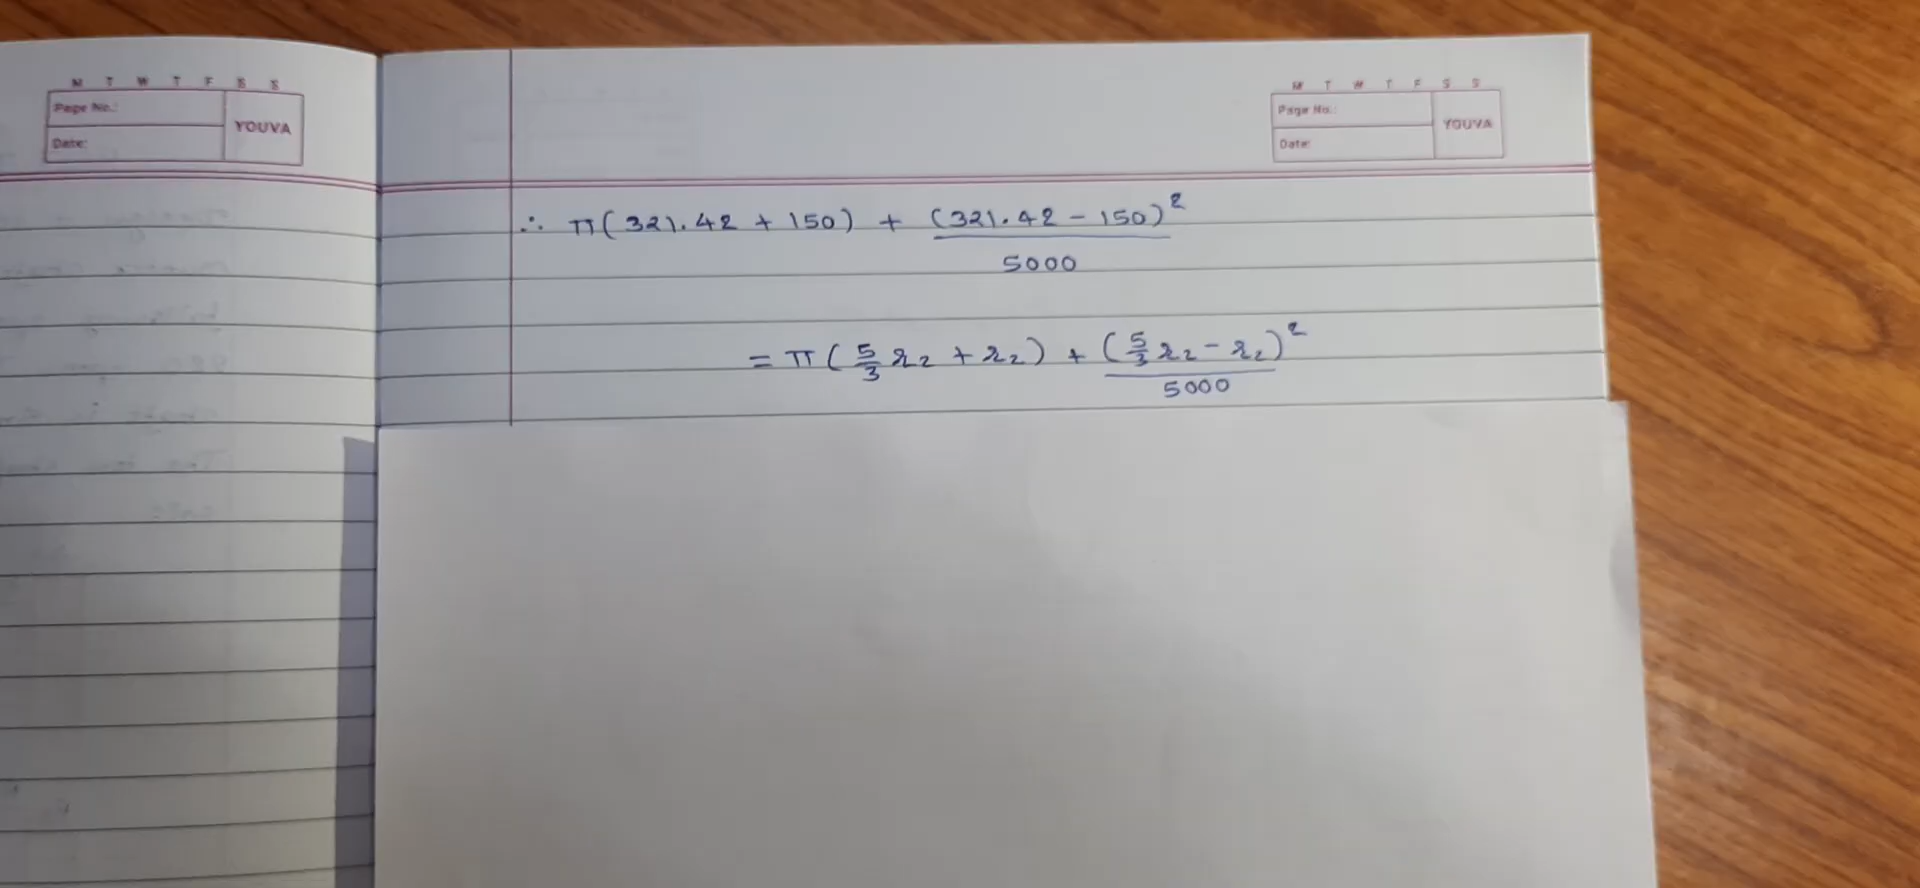 M T W T F S S
Page No.:
YOUVA
Date:
M T W T F S S
Page No.:
YOUVA
Date:
∴ π(321.42 + 150) + (321.42 - 150)²
5000
= π(5/3 r₂ + r₂) + (5/3 r₂ - r₂)²
5000